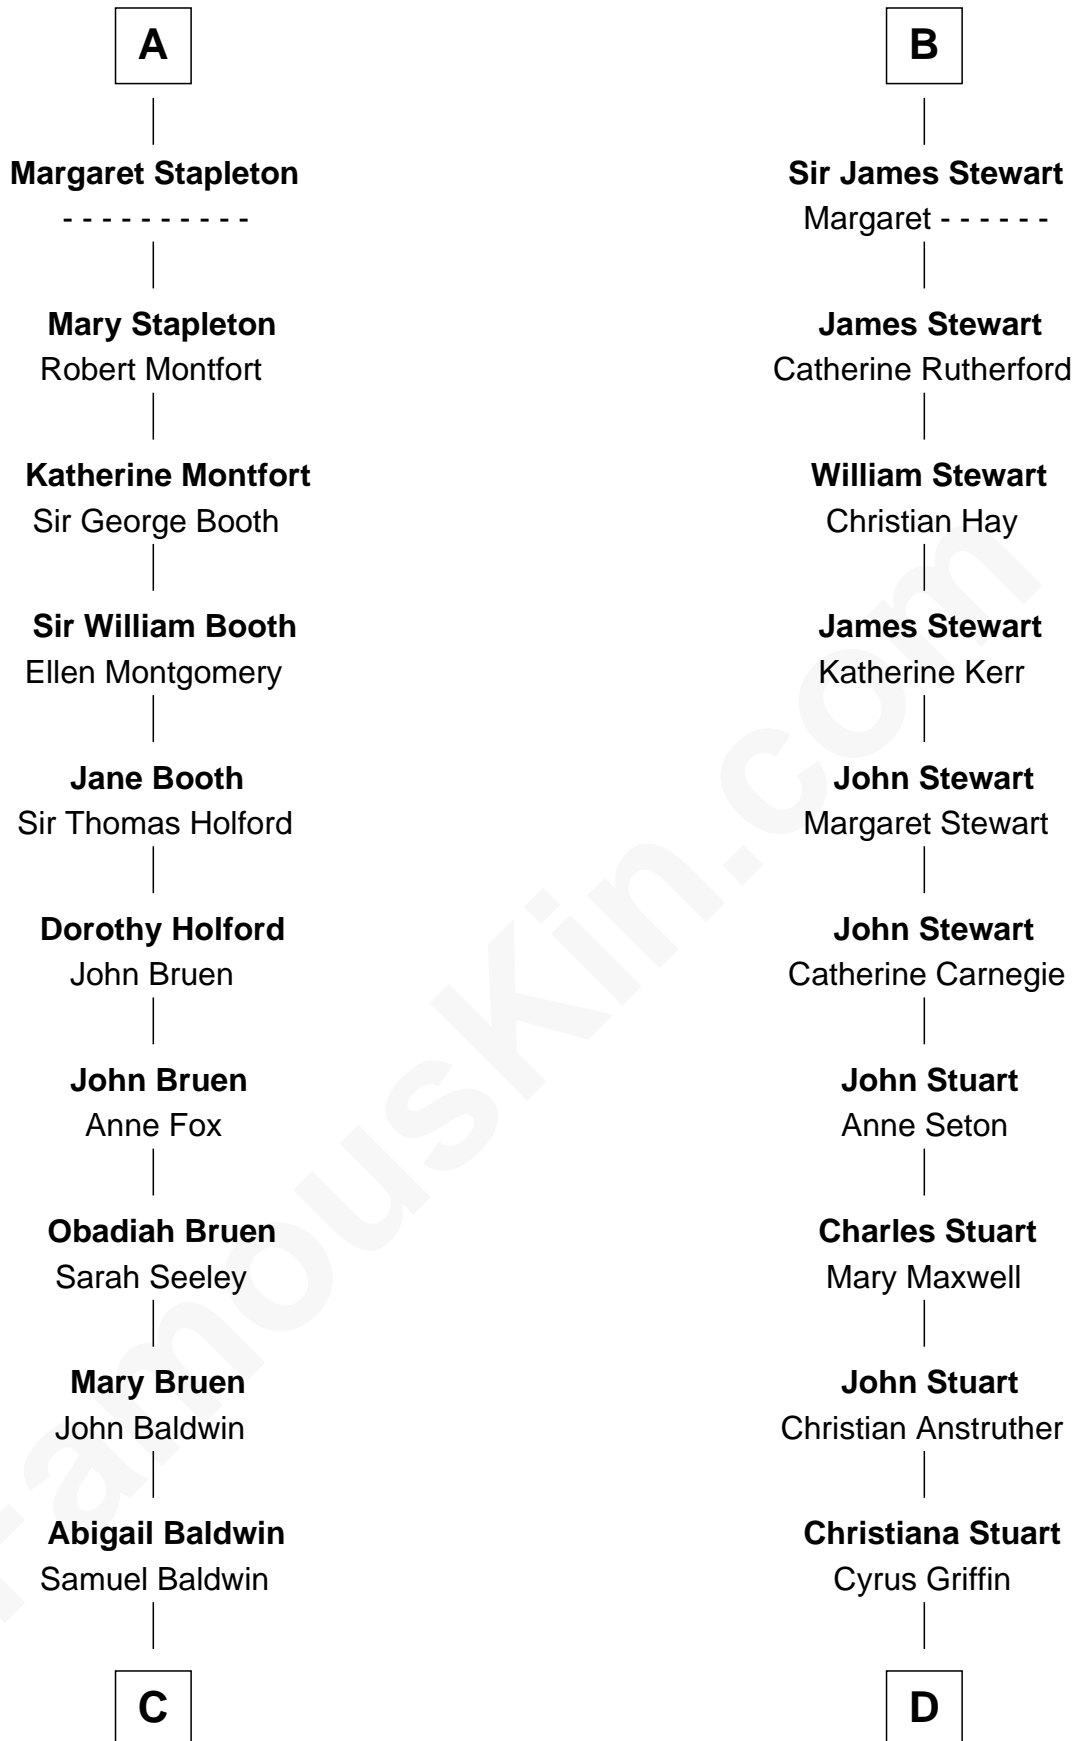 A
Margaret Stapleton
- - - - - - - - - -
Mary Stapleton
Robert Montfort
Katherine Montfort
Sir George Booth
Sir William Booth
Ellen Montgomery
Jane Booth
Sir Thomas Holford
Dorothy Holford
John Bruen
John Bruen
Anne Fox
Obadiah Bruen
Sarah Seeley
Mary Bruen
John Baldwin
Abigail Baldwin
Samuel Baldwin
C
B
Sir James Stewart
Margaret - - - - - -
James Stewart
Catherine Rutherford
William Stewart
Christian Hay
James Stewart
Katherine Kerr
John Stewart
Margaret Stewart
John Stewart
Catherine Carnegie
John Stuart
Anne Seton
Charles Stuart
Mary Maxwell
John Stuart
Christian Anstruther
Christiana Stuart
Cyrus Griffin
D
FamousKin.com